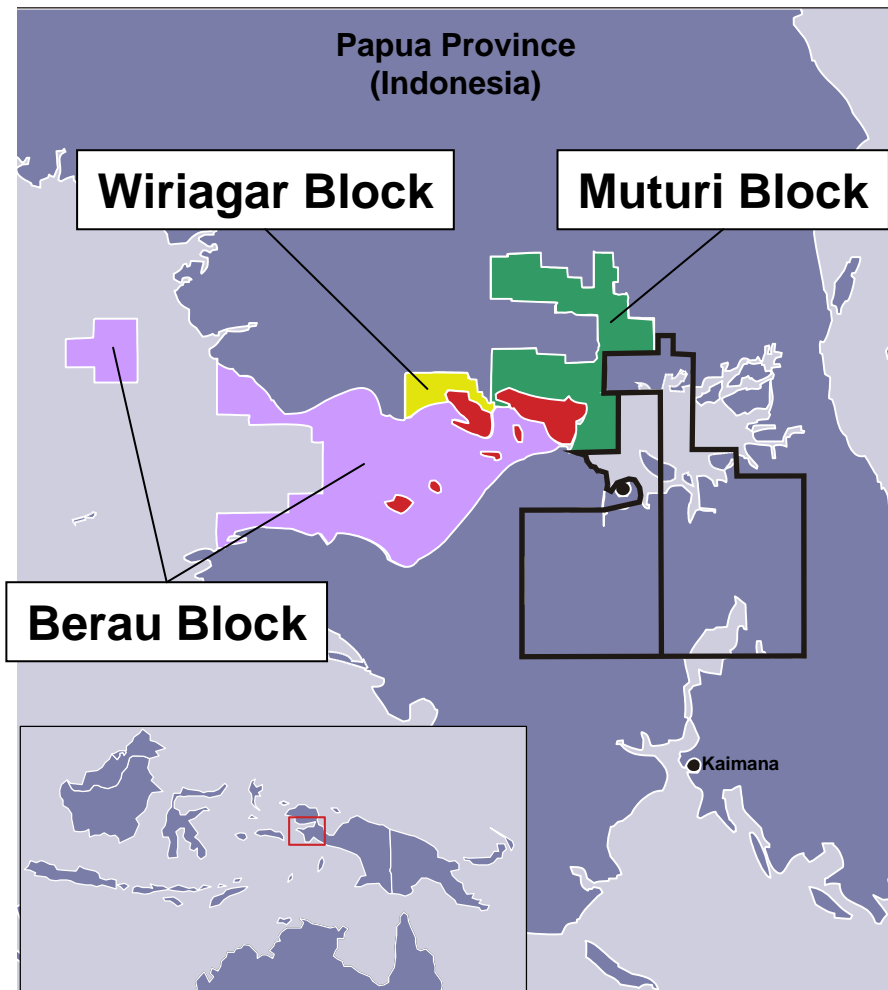 Papua Province
(Indonesia)
Wiriagar Block
Muturi Block
Berau Block
Kaimana